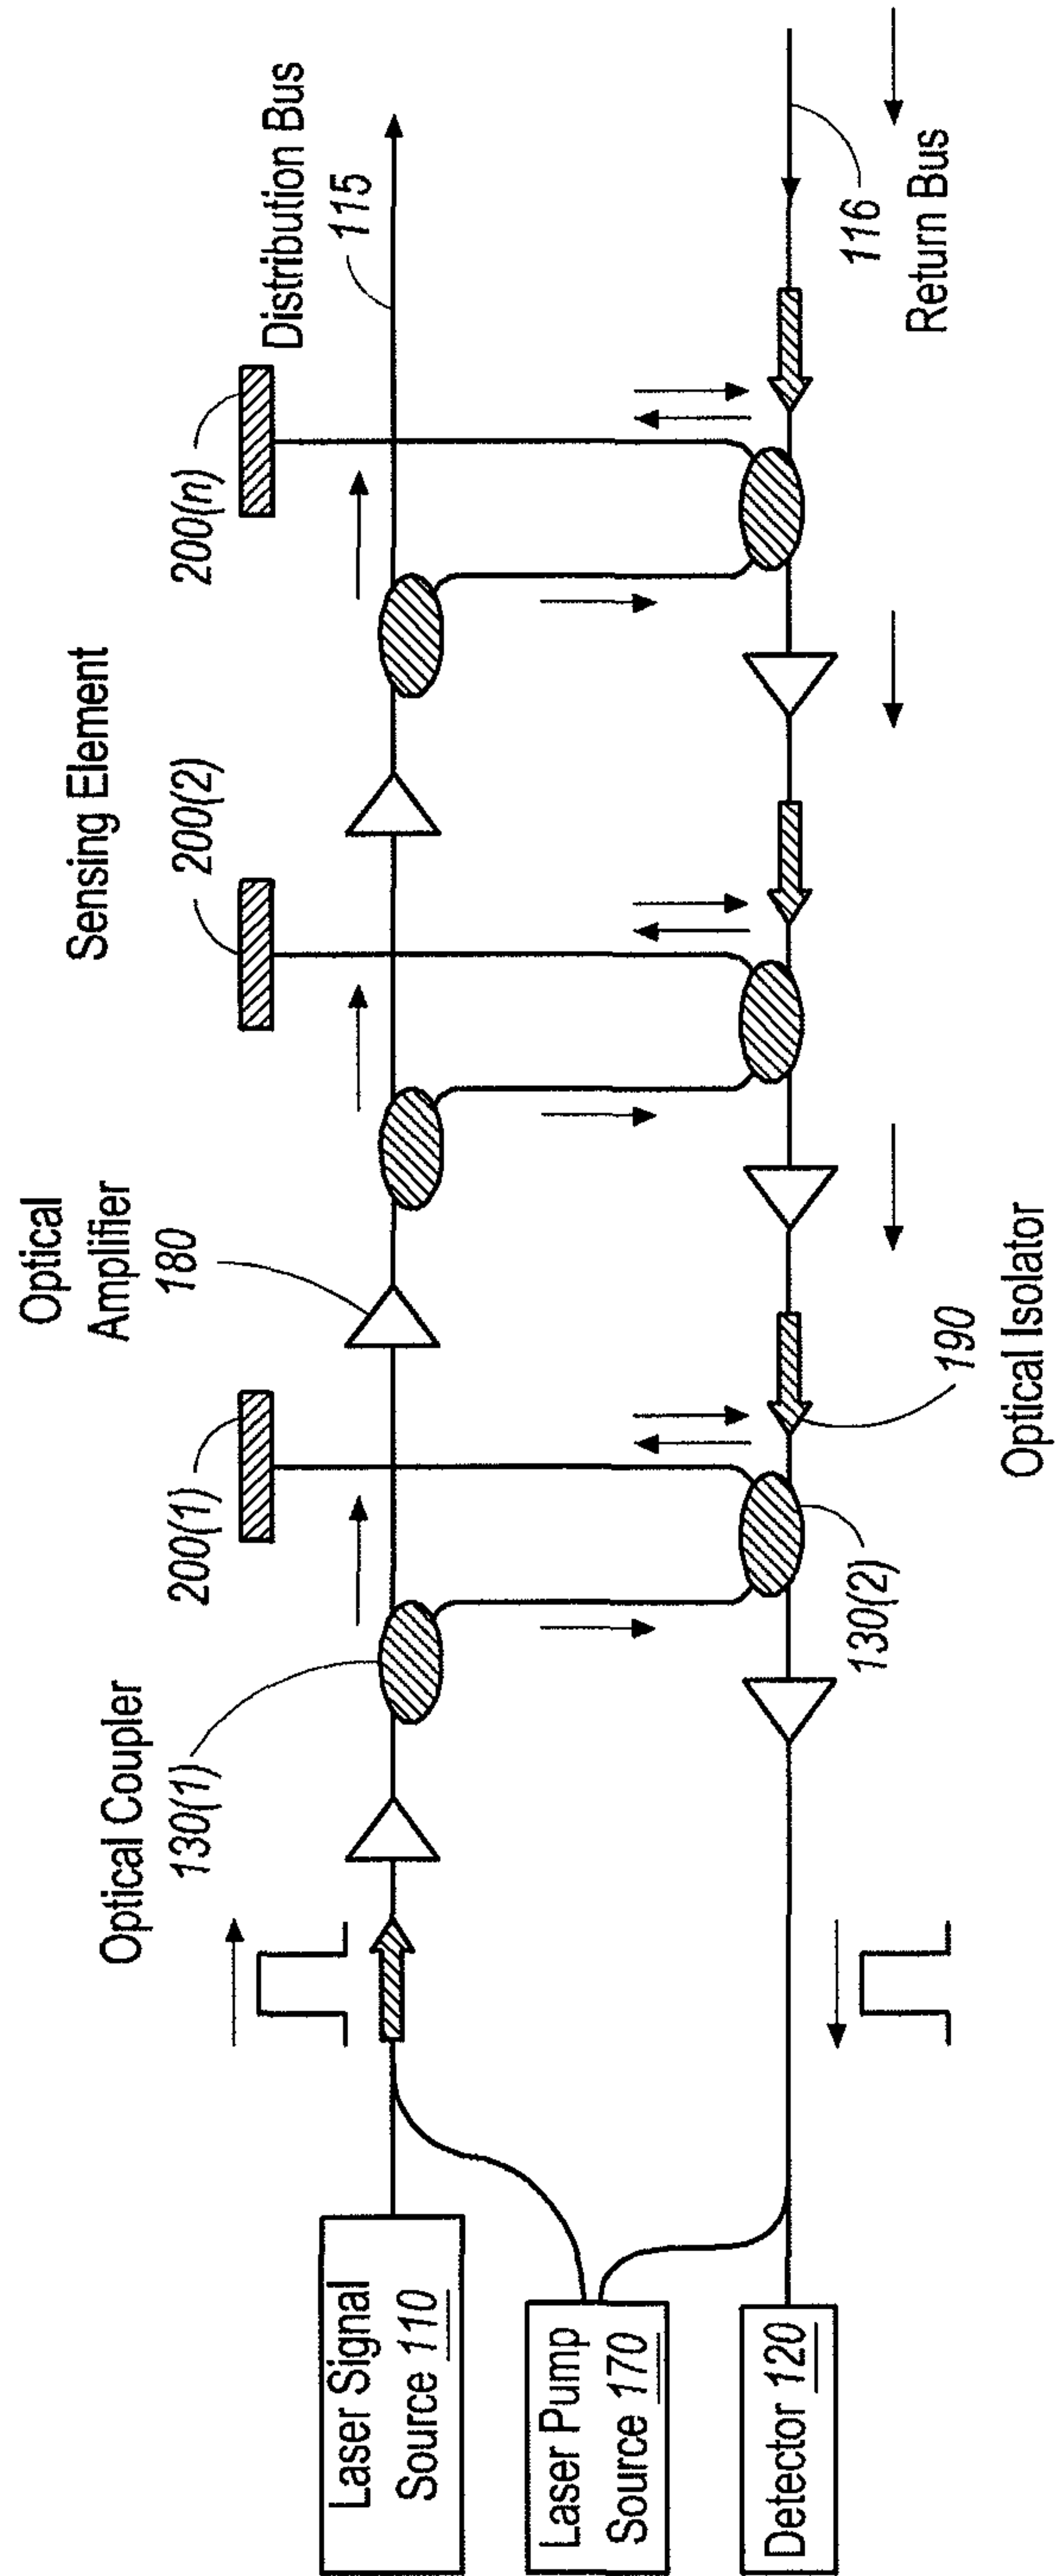 Laser Signal
Source 110
Laser Pump
Source 170
Detector 120
Optical Coupler
130(1)
200(1)
Optical
Amplifier
180
Sensing Element
200(2)
200(n)
Distribution Bus
115
130(2)
190
Optical Isolator
116
Return Bus